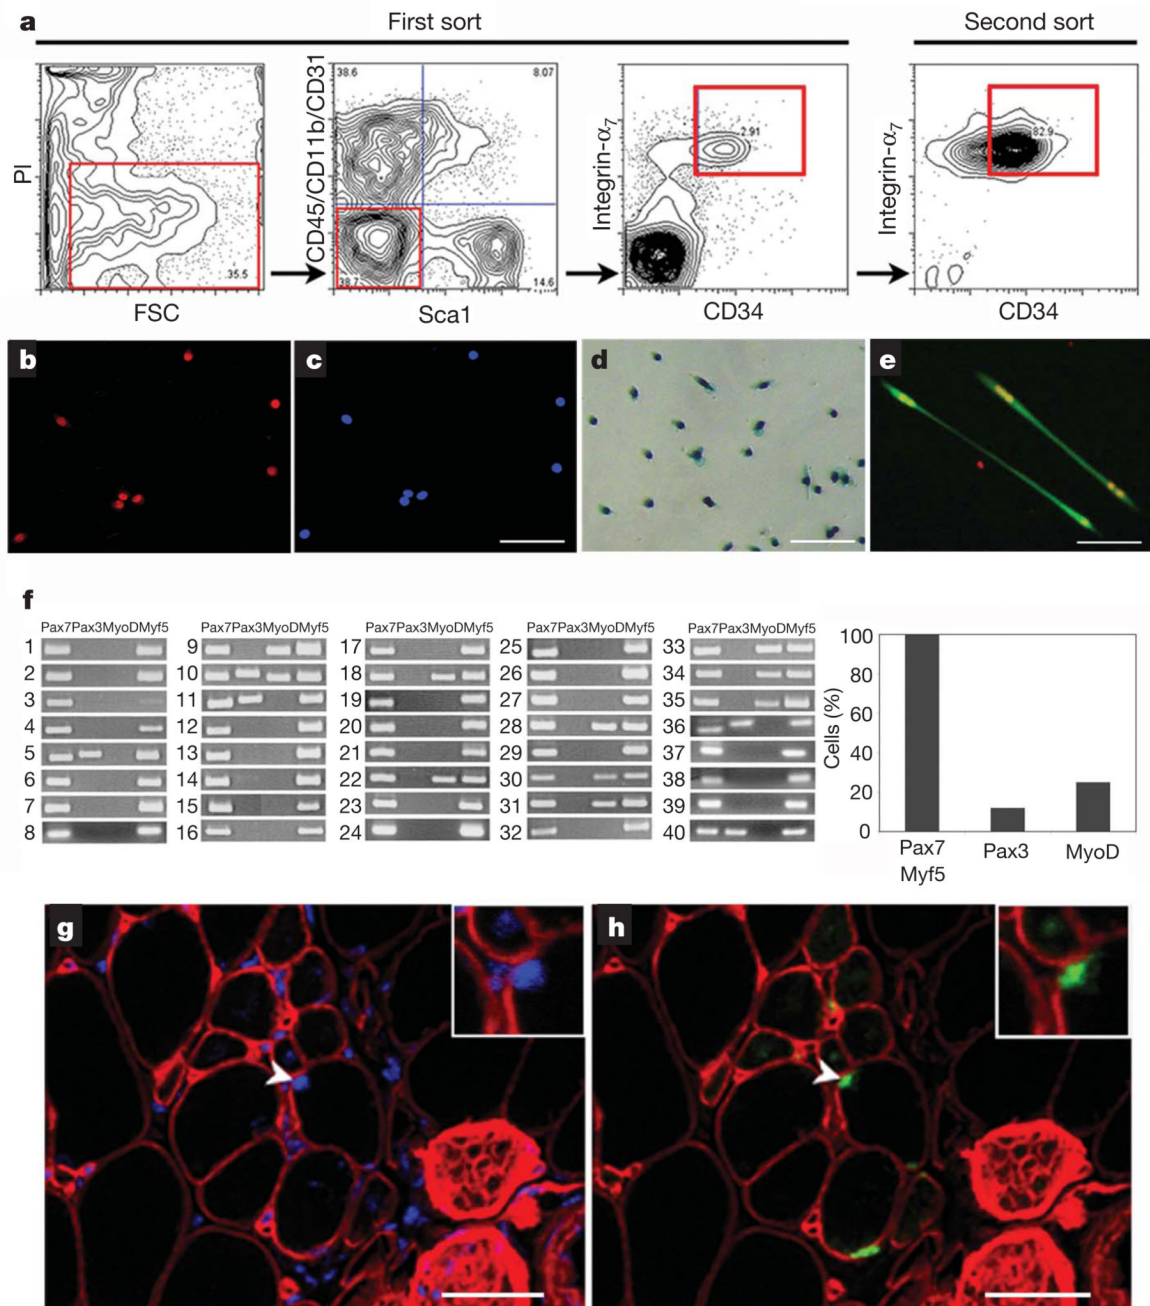 a First sort Second sort
38.6 8.07
2.91 82.9
35.5 38.7 14.6
PI CD45/CD11b/CD31 Integrin-α7 Integrin-α7
FSC Sca1 CD34 CD34
b c d e
f
Pax7Pax3MyoDMyf5 Pax7Pax3MyoDMyf5 Pax7Pax3MyoDMyf5 Pax7Pax3MyoDMyf5 Pax7Pax3MyoDMyf5
1 9 17 25 33
2 10 18 26 34
3 11 19 27 35
4 12 20 28 36
5 13 21 29 37
6 14 22 30 38
7 15 23 31 39
8 16 24 32 40
Cells (%)
100
80
60
40
20
0
Pax7 Pax3 MyoD
Myf5
g h